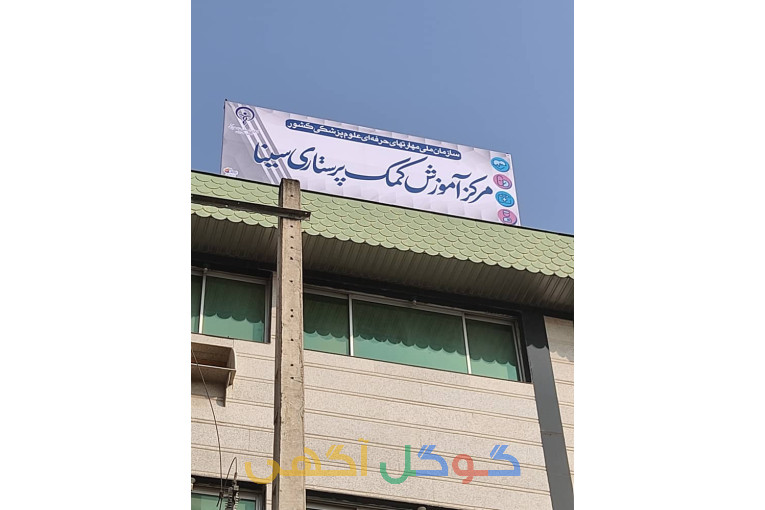 سازمان ملی مهارتهای حرفه ای علوم پزشکی کشور
مرکز آموزش کمک پرستاری سینا
گوگل آگهی